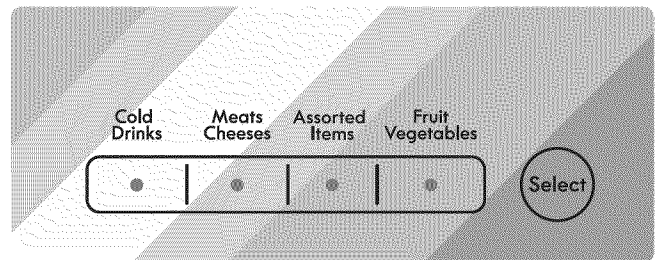 Cold
Drinks
Meats
Cheeses
Assorted
Items
Fruit
Vegetables
Select